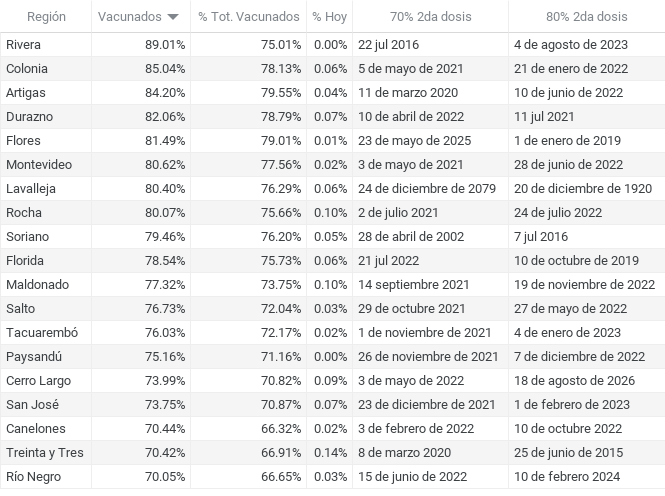 Región Vacunados % Tot. Vacunados % Hoy 70% 2da dosis 80% 2da dosis
Rivera 89.01% 75.01% 0.00% 22 jul 2016 4 de agosto de 2023
Colonia 85.04% 78.13% 0.06% 5 de mayo de 2021 21 de enero de 2022
Artigas 84.20% 79.55% 0.04% 11 de marzo 2020 10 de junio de 2022
Durazno 82.06% 78.79% 0.07% 10 de abril de 2022 11 jul 2021
Flores 81.49% 79.01% 0.01% 23 de mayo de 2025 1 de enero de 2019
Montevideo 80.62% 77.56% 0.02% 3 de mayo de 2021 28 de junio de 2022
Lavalleja 80.40% 76.29% 0.06% 24 de diciembre de 2079 20 de diciembre de 1920
Rocha 80.07% 75.66% 0.10% 2 de julio 2021 24 de julio 2022
Soriano 79.46% 76.20% 0.05% 28 de abril de 2002 7 jul 2016
Florida 78.54% 75.73% 0.06% 21 jul 2022 10 de octubre de 2019
Maldonado 77.32% 73.75% 0.10% 14 septiembre 2021 19 de noviembre de 2022
Salto 76.73% 72.04% 0.03% 29 de octubre 2021 27 de mayo de 2022
Tacuarembó 76.03% 72.17% 0.02% 1 de noviembre de 2021 4 de enero de 2023
Paysandú 75.16% 71.16% 0.00% 26 de noviembre de 2021 7 de diciembre de 2022
Cerro Largo 73.99% 70.82% 0.09% 3 de mayo de 2022 18 de agosto de 2026
San José 73.75% 70.87% 0.07% 23 de diciembre de 2021 1 de febrero de 2023
Canelones 70.44% 66.32% 0.02% 3 de febrero de 2022 10 de octubre de 2022
Treinta y Tres 70.42% 66.91% 0.14% 8 de marzo 2020 25 de junio de 2015
Río Negro 70.05% 66.65% 0.03% 15 de junio de 2022 10 de febrero 2024